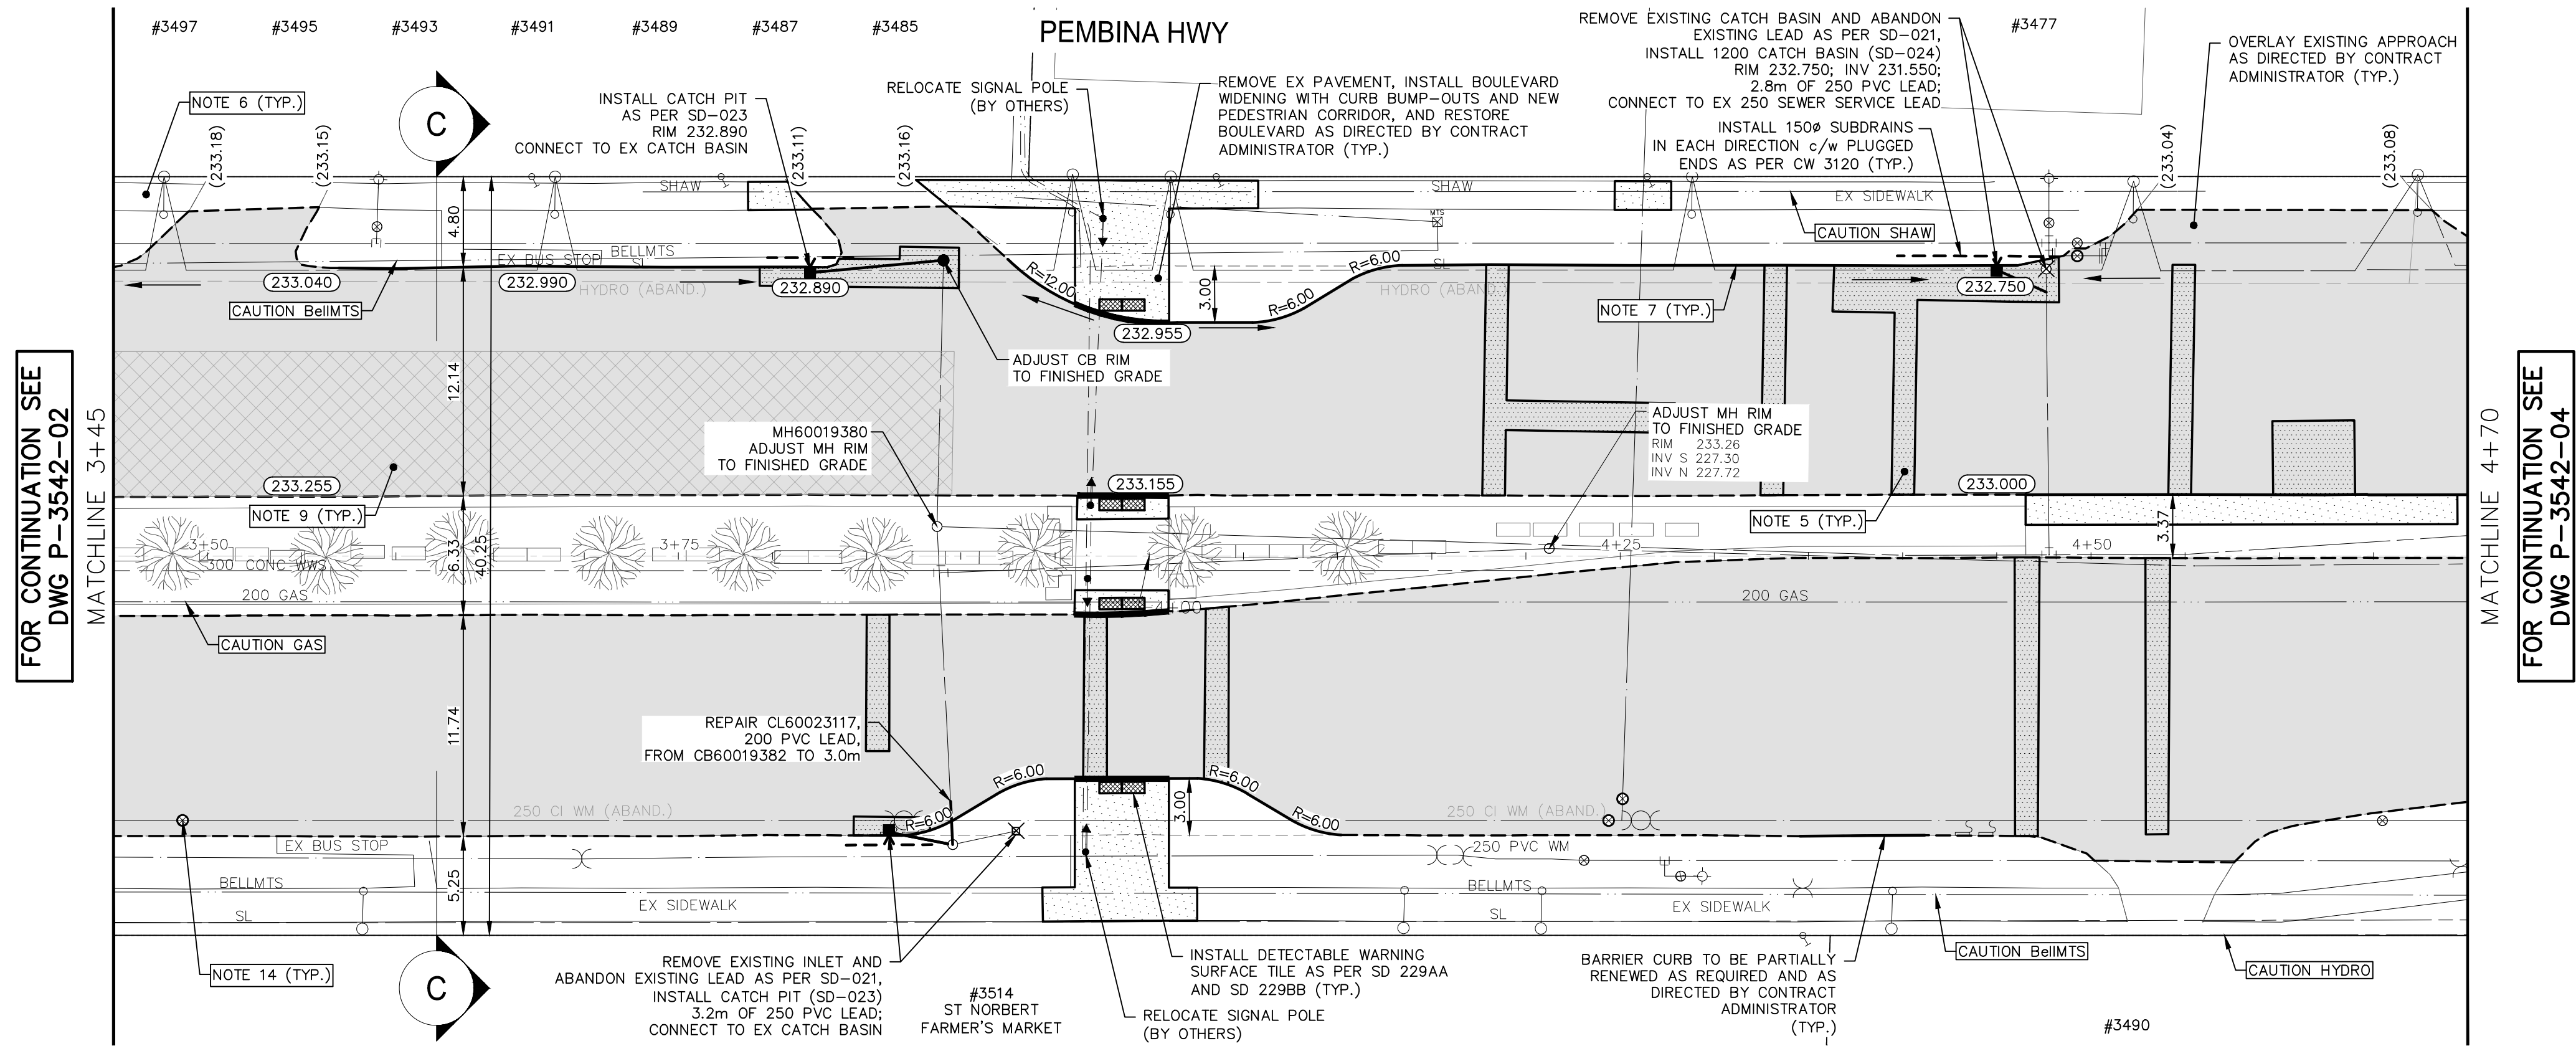 #3497
#3495
#3493
#3491
#3489
#3487
#3485
PEMBINA HWY
#3477
REMOVE EXISTING CATCH BASIN AND ABANDON
EXISTING LEAD AS PER SD-021,
INSTALL 1200 CATCH BASIN (SD-024)
RIM 232.750; INV 231.550;
2.8m OF 250 PVC LEAD;
CONNECT TO EX 250 SEWER SERVICE LEAD
OVERLAY EXISTING APPROACH
AS DIRECTED BY CONTRACT
ADMINISTRATOR (TYP.)
NOTE 6 (TYP.)
C
INSTALL CATCH PIT
AS PER SD-023
RIM 232.890
CONNECT TO EX CATCH BASIN
RELOCATE SIGNAL POLE
(BY OTHERS)
REMOVE EX PAVEMENT, INSTALL BOULEVARD
WIDENING WITH CURB BUMP-OUTS AND NEW
PEDESTRIAN CORRIDOR, AND RESTORE
BOULEVARD AS DIRECTED BY CONTRACT
ADMINISTRATOR (TYP.)
INSTALL 150ø SUBDRAINS
IN EACH DIRECTION c/w PLUGGED
ENDS AS PER CW 3120 (TYP.)
(233.18)
(233.15)
(233.11)
(233.16)
(233.04)
(233.08)
SHAW
SHAW
EX SIDEWALK
MTS
CAUTION SHAW
4.80
BELLMTS
EX BUS STOP
SL
SL
233.040
232.990
HYDRO (ABAND.)
232.890
R=12.00
3.00
R=6.00
R=6.00
HYDRO (ABAND.)
232.750
CAUTION BellMTS
NOTE 7 (TYP.)
232.955
ADJUST CB RIM
TO FINISHED GRADE
12.14
FOR CONTINUATION SEE
DWG P-3542-02
MATCHLINE 3+45
MATCHLINE 4+70
FOR CONTINUATION SEE
DWG P-3542-04
MH60019380
ADJUST MH RIM
TO FINISHED GRADE
ADJUST MH RIM
TO FINISHED GRADE
RIM 233.26
INV S 227.30
INV N 227.72
233.255
233.155
233.000
NOTE 9 (TYP.)
NOTE 5 (TYP.)
3.37
3+50
3+75
4+25
4+50
300 CONC WWS
6.33
40.25
200 GAS
4+00
200 GAS
CAUTION GAS
11.74
REPAIR CL60023117,
200 PVC LEAD,
FROM CB60019382 TO 3.0m
R=6.00
R=6.00
250 CI WM (ABAND.)
R=6.00
3.00
R=6.00
250 CI WM (ABAND.)
EX BUS STOP
250 PVC WM
BELLMTS
5.25
BELLMTS
SL
EX SIDEWALK
SL
EX SIDEWALK
NOTE 14 (TYP.)
C
REMOVE EXISTING INLET AND
ABANDON EXISTING LEAD AS PER SD-021,
INSTALL CATCH PIT (SD-023)
3.2m OF 250 PVC LEAD;
CONNECT TO EX CATCH BASIN
#3514
ST NORBERT
FARMER'S MARKET
INSTALL DETECTABLE WARNING
SURFACE TILE AS PER SD 229AA
AND SD 229BB (TYP.)
RELOCATE SIGNAL POLE
(BY OTHERS)
BARRIER CURB TO BE PARTIALLY
RENEWED AS REQUIRED AND AS
DIRECTED BY CONTRACT
ADMINISTRATOR
(TYP.)
CAUTION BellMTS
CAUTION HYDRO
#3490